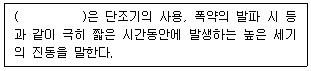 (          )은 단조기의 사용, 폭약의 발파 시 등
과 같이 극히 짧은 시간동안에 발생하는 높은 세기
의 진동을 말한다.